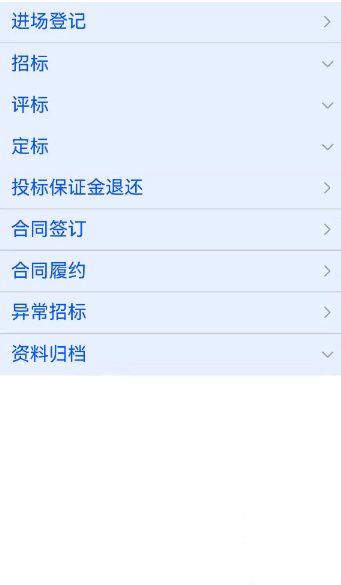 进场登记
招标
评标
定标
投标保证金退还
合同签订
合同履约
异常招标
资料归档